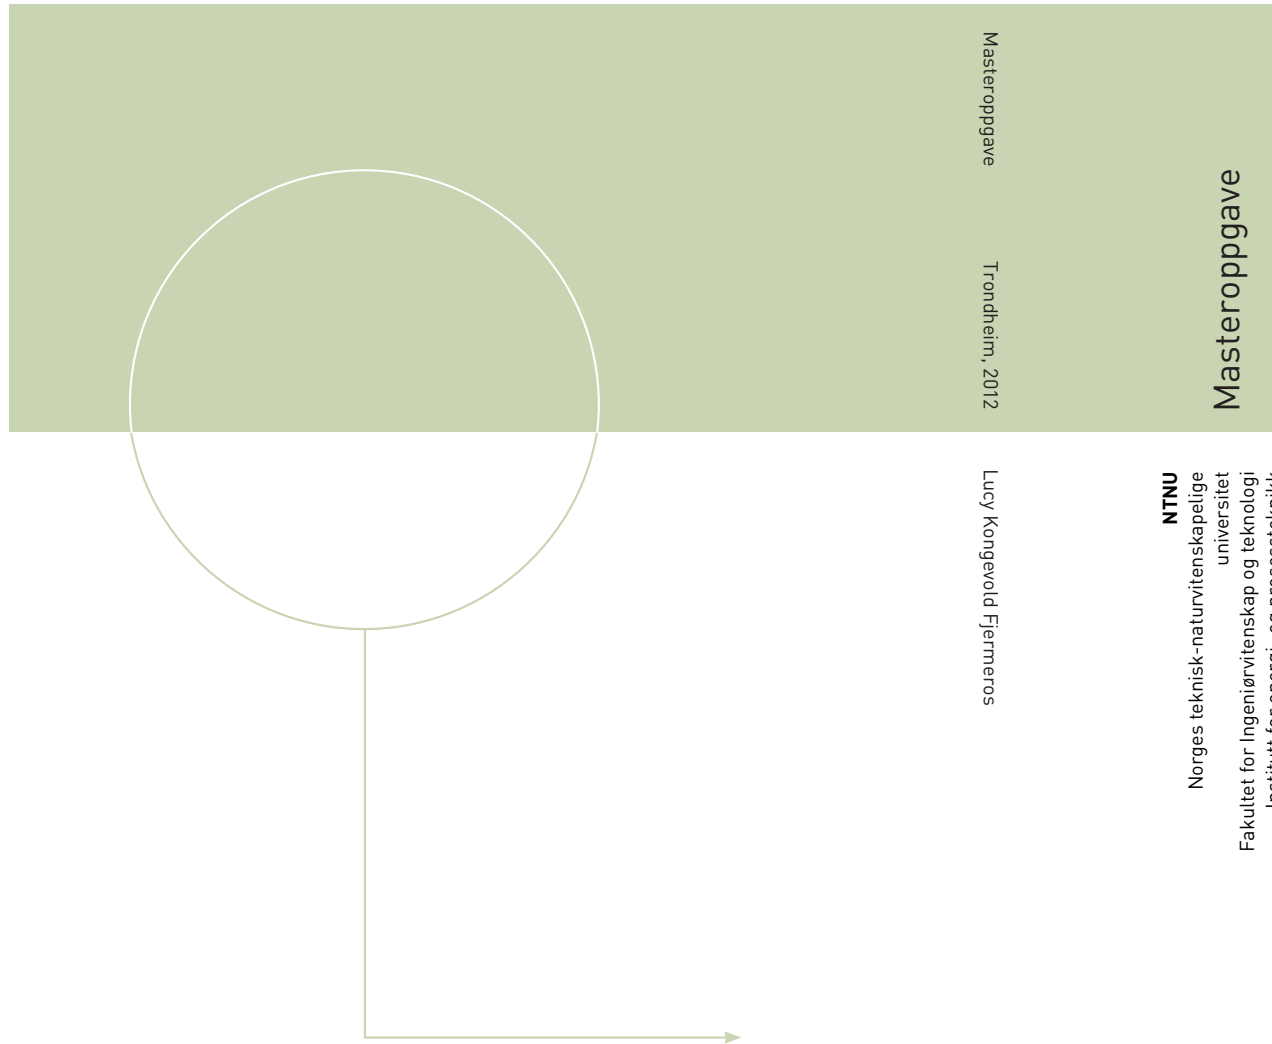 Masteroppgave
Trondheim, 2012
Lucy Kongevold Fjermeros
Masteroppgave
NTNU
Norges teknisk-naturvitenskapelige
universitet
Fakultet for Ingeniørvitenskap og teknologi